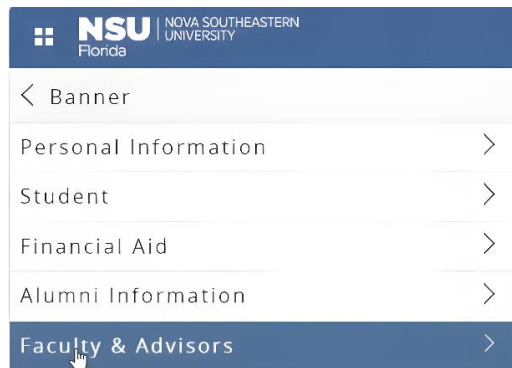 NSU
Florida
NOVA SOUTHEASTERN
UNIVERSITY
Banner
Personal Information
Student
Financial Aid
Alumni Information
Faculty & Advisors